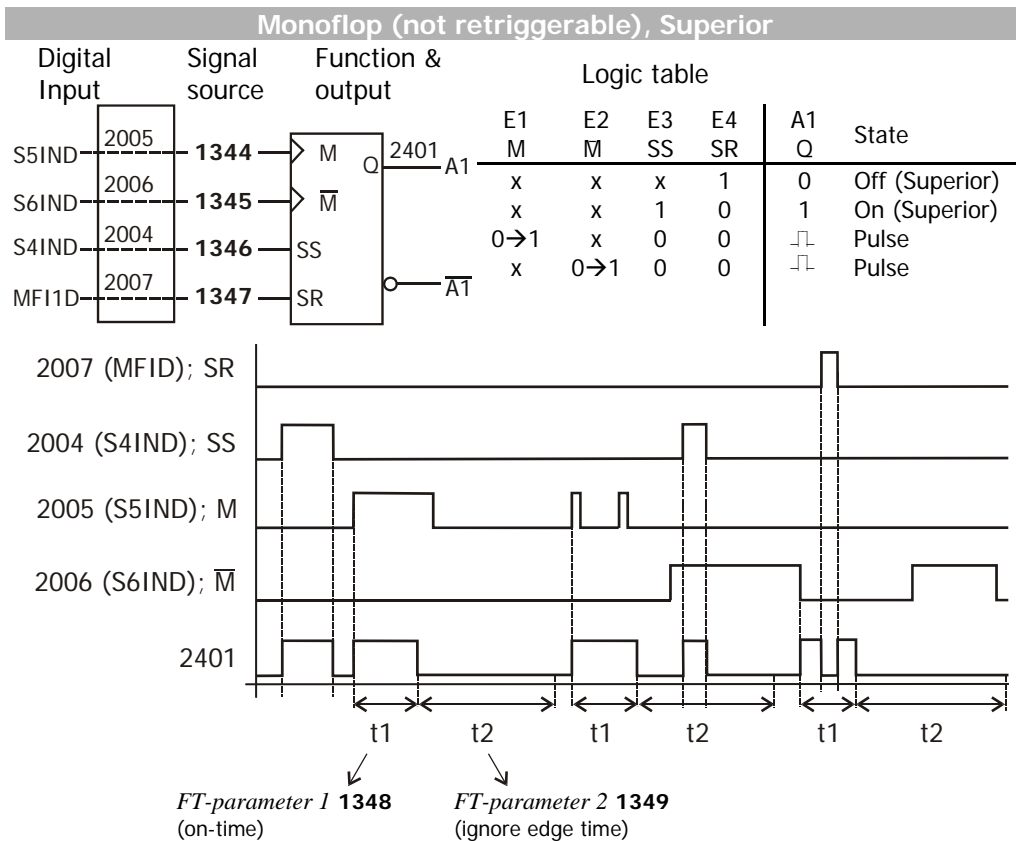 Monoflop (not retriggerable), Superior
Digital Input
Signal source
Function & output
Logic table
S5IND 2005 1344 M Q 2401 A1
S6IND 2006 1345 M̅
S4IND 2004 1346 SS
MFI1D 2007 1347 SR A̅1̅
E1 E2 E3 E4 A1 State
M M̅ SS SR Q
x x x 1 0 Off (Superior)
x x 1 0 1 On (Superior)
0→1 x 0 0 Pulse
x 0→1 0 0 Pulse
2007 (MFID); SR
2004 (S4IND); SS
2005 (S5IND); M
2006 (S6IND); M̅
2401
t1 t2 t1 t2 t1 t2
FT-parameter 1 1348
(on-time)
FT-parameter 2 1349
(ignore edge time)